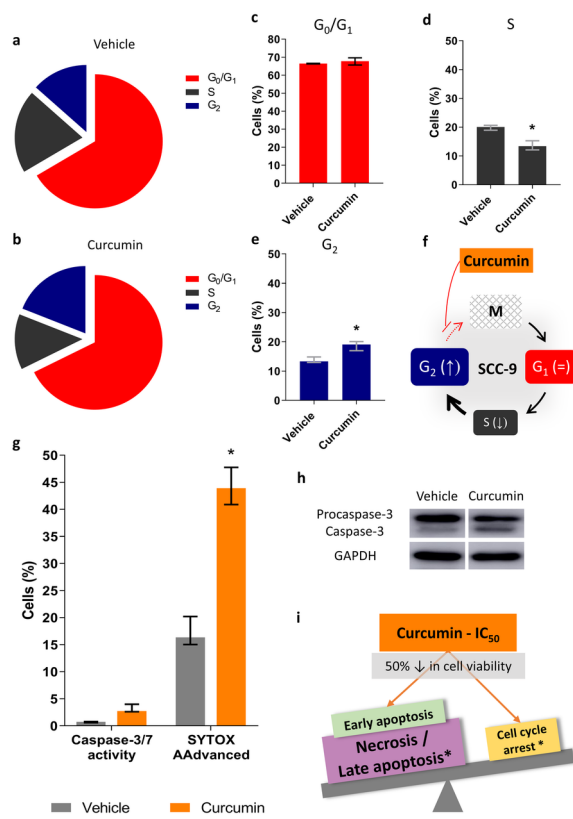 a
Vehicle
G0/G1
S
G2
b
Curcumin
G0/G1
S
G2
c
G0/G1
Cells (%)
100
90
80
70
60
50
40
30
20
10
0
Vehicle
Curcumin
d
S
Cells (%)
50
40
30
20
10
0
*
Vehicle
Curcumin
e
G2
Cells (%)
50
40
30
20
10
0
*
Vehicle
Curcumin
f
Curcumin
M
G2 (↑)
SCC-9
G1 (=)
S (↓)
g
Cells (%)
50
45
40
35
30
25
20
15
10
5
0
*
Caspase-3/7
activity
SYTOX
AAdvanced
Vehicle
Curcumin
h
Vehicle
Curcumin
Procaspase-3
Caspase-3
GAPDH
i
Curcumin - IC50
50% ↓ in cell viability
Early apoptosis
Necrosis /
Late apoptosis*
Cell cycle
arrest *